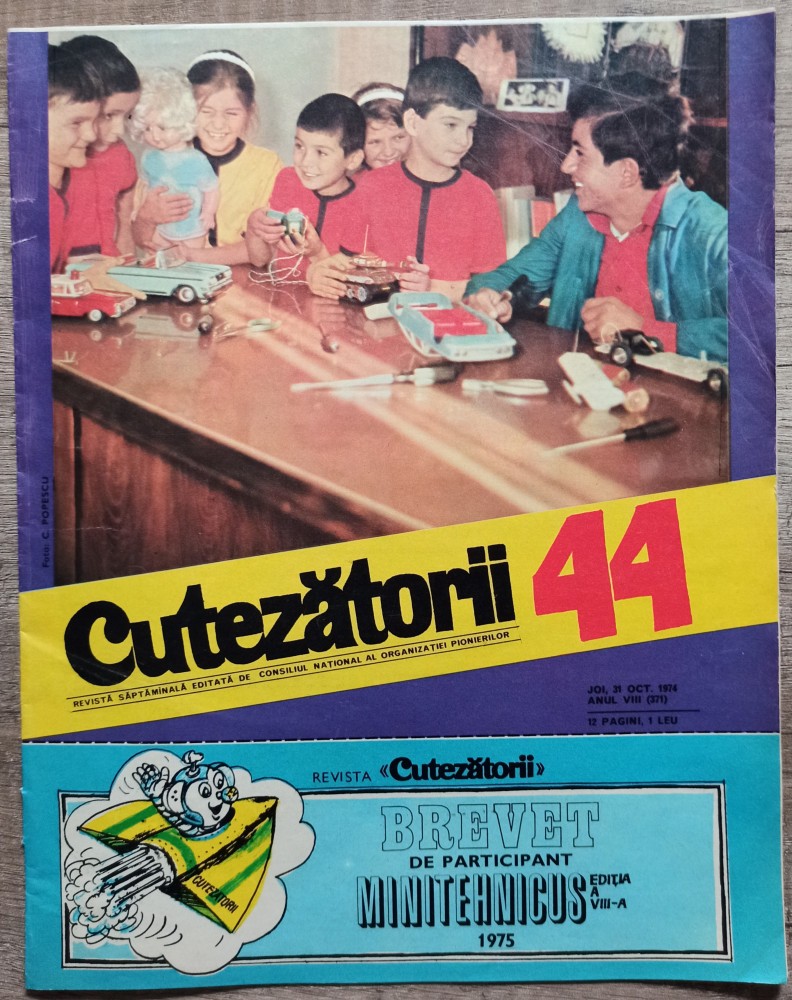 Foto: C. POPESCU
Cutezătorii 44
REVISTĂ SĂPTĂMÎNALĂ EDITATĂ DE CONSILIUL NAȚIONAL AL ORGANIZAȚIEI PIONIERILOR
JOI, 31 OCT. 1974
ANUL VIII (371)
12 PAGINI, 1 LEU
REVISTA «Cutezătorii»
BREVET
DE PARTICIPANT
MINITEHNICUS EDIȚIA A VIII-A
1975
CUTEZĂTORII